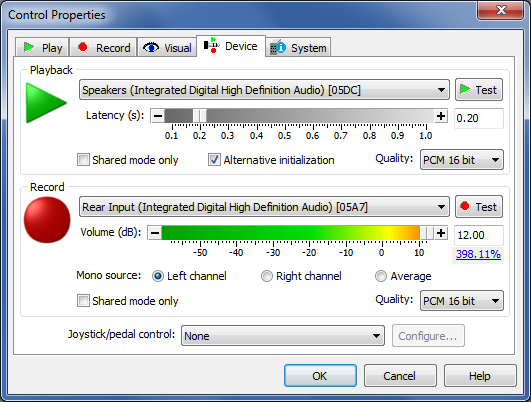 Control Properties
Play Record Visual Device System
Playback
Speakers (Integrated Digital High Definition Audio) [05DC] Test
Latency (s): − + 0.20
0.1 0.2 0.3 0.4 0.5 0.6 0.7 0.8 0.9 1.0
Shared mode only Alternative initialization Quality: PCM 16 bit
Record
Rear Input (Integrated Digital High Definition Audio) [05A7] Test
Volume (dB): − + 12.00
-50 -40 -30 -20 -10 0 10 398.11%
Mono source: Left channel Right channel Average
Shared mode only Quality: PCM 16 bit
Joystick/pedal control: None Configure...
OK Cancel Help